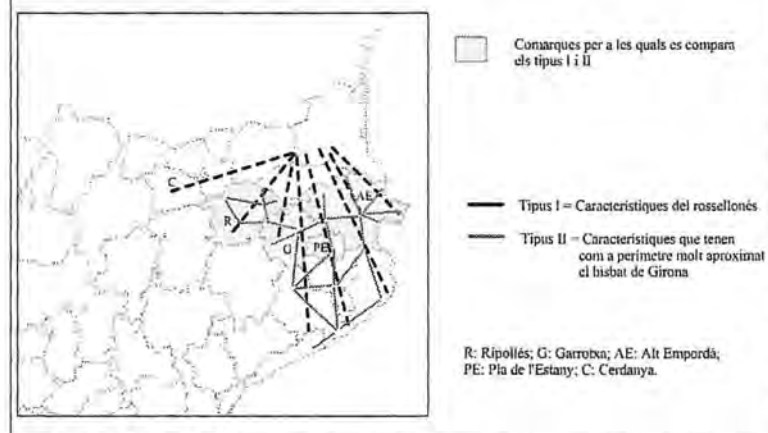 C
R
AE
G
PE
Comarques per a les quals es compara
els tipus I i II
Tipus I = Característiques del rossellonès
Tipus II = Característiques que tenen
com a perímetre molt aproximat
el bisbat de Girona
R: Ripollés; G: Garrotxa; AE: Alt Empordà;
PE: Pla de l'Estany; C: Cerdanya.